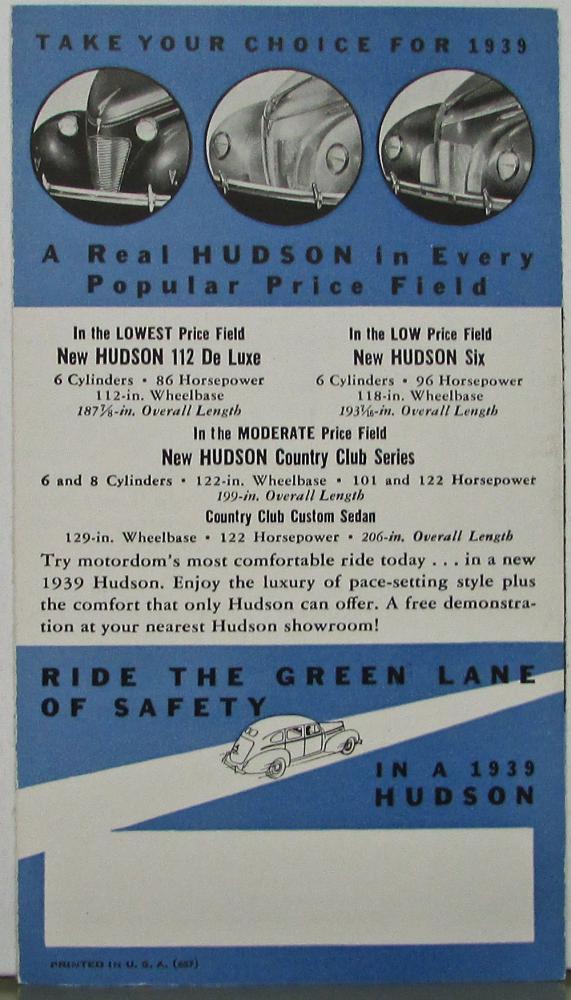 TAKE YOUR CHOICE FOR 1939
A Real HUDSON in Every
Popular Price Field
In the LOWEST Price Field
New HUDSON 112 De Luxe
6 Cylinders • 86 Horsepower
112-in. Wheelbase
187⅞-in. Overall Length
In the LOW Price Field
New HUDSON Six
6 Cylinders • 96 Horsepower
118-in. Wheelbase
In the MODERATE Price Field
New HUDSON Country Club Series
6 and 8 Cylinders • 122-in. Wheelbase • 101 and 122 Horsepower
199-in. Overall Length
Country Club Custom Sedan
129-in. Wheelbase • 122 Horsepower • 206-in. Overall Length
Try motordom's most comfortable ride today . . . in a new
1939 Hudson. Enjoy the luxury of pace-setting style plus
the comfort that only Hudson can offer. A free demonstra-
tion at your nearest Hudson showroom!
RIDE THE GREEN LANE
OF SAFETY
IN A 1939
HUDSON
PRINTED IN U. S. A.